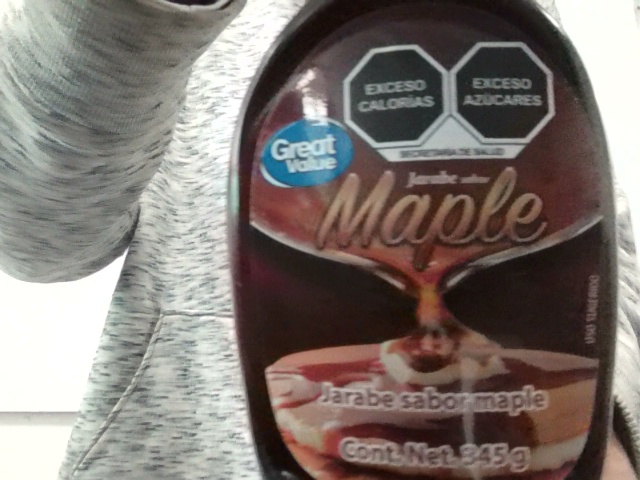 EXCESO CALORÍAS
EXCESO AZÚCARES
SECRETARÍA DE SALUD
Great Value
Jarabe sabor
Maple
Jarabe sabor maple
Cont. Net. 345 g